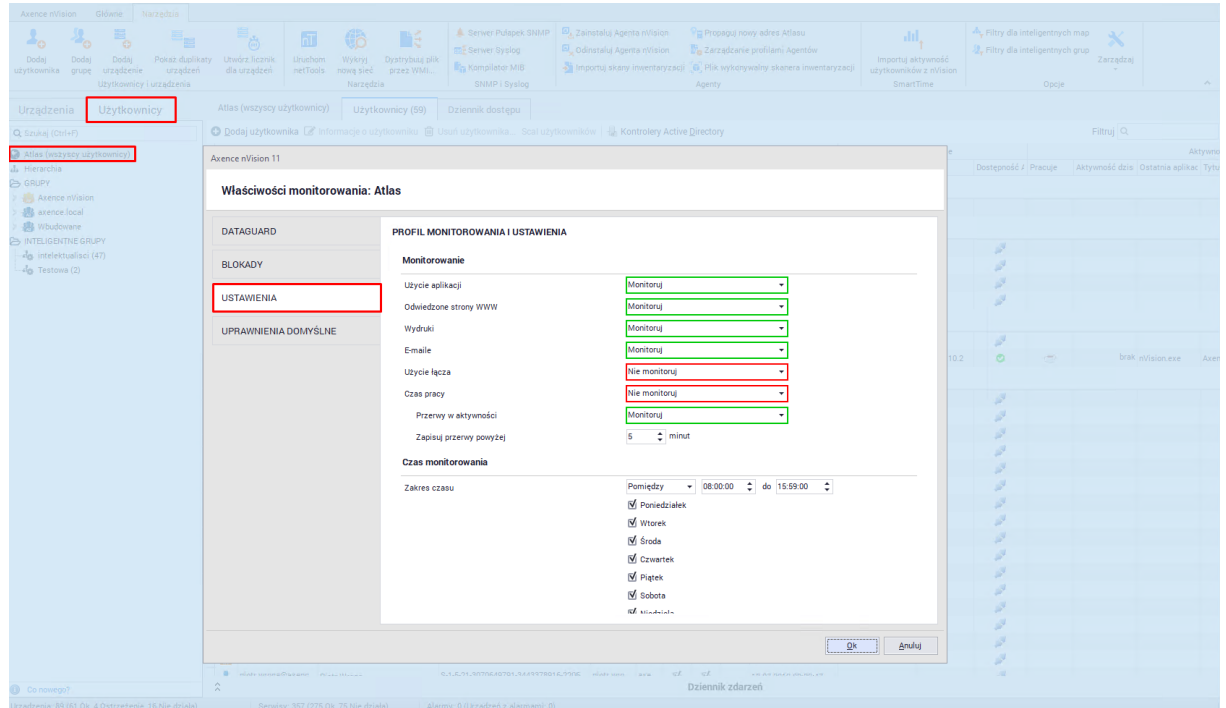 Axence nVision Główne Narzędzia
Dodaj użytkownika
Dodaj grupę
Dodaj urządzenie
Pokaż duplikaty urządzeń
Utwórz licznik dla urządzeń
Uruchom netTools
Wykryj nową sieć
Dystrybuuj plik przez WMI...
Serwer Pułapek SNMP
Serwer Syslog
Kompilator MIB
Zainstaluj Agenta nVision
Odinstaluj Agenta nVision
Importuj skany inwentaryzacji
Propaguj nowy adres Atlasu
Zarządzanie profilami Agentów
Plik wykonywalny skanera inwentaryzacji
Importuj aktywność użytkowników z nVision
Filtry dla inteligentnych map
Filtry dla inteligentnych grup
Zarządzaj
Użytkownicy i urządzenia Narzędzia SNMP i Syslog Agenty SmartTime Opcje
Urządzenia Użytkownicy
Atlas (wszyscy użytkownicy) Użytkownicy (59) Dziennik dostępu
Szukaj (Ctrl+F)
Dodaj użytkownika Informacje o użytkowniku Usuń użytkownika... Scal użytkowników Kontrolery Active Directory Filtruj
Atlas (wszyscy użytkownicy)
Hierarchia
GRUPY
Axence nVision
axence.local
Wbudowane
INTELIGENTNE GRUPY
intelektualisci (47)
Testowa (2)
Dostępność Pracuje Aktywność dziś Ostatnia aplikac
10.2 brak nVision.exe
Axence nVision 11
Właściwości monitorowania: Atlas
DATAGUARD
BLOKADY
USTAWIENIA
UPRAWNIENIA DOMYŚLNE
PROFIL MONITOROWANIA I USTAWIENIA
Monitorowanie
Użycie aplikacji Monitoruj
Odwiedzone strony WWW Monitoruj
Wydruki Monitoruj
E-maile Monitoruj
Użycie łącza Nie monitoruj
Czas pracy Nie monitoruj
Przerwy w aktywności Monitoruj
Zapisuj przerwy powyżej 5 minut
Czas monitorowania
Zakres czasu Pomiędzy 08:00:00 do 15:59:00
Poniedziałek
Wtorek
Środa
Czwartek
Piątek
Sobota
Niedziela
Ok Anuluj
Co nowego?
Dziennik zdarzeń